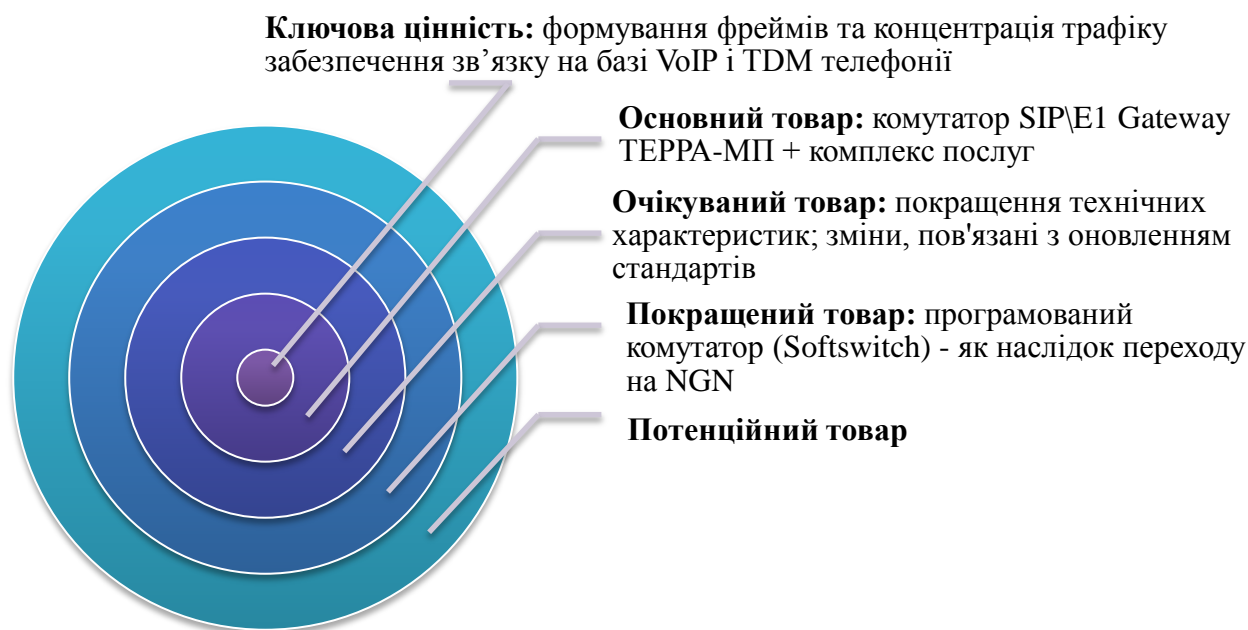 Ключова цінність: формування фреймів та концентрація трафіку
забезпечення зв’язку на базі VoIP і TDM телефонії
Основний товар: комутатор SIP\E1 Gateway
ТЕРРА-МП + комплекс послуг
Очікуваний товар: покращення технічних
характеристик; зміни, пов'язані з оновленням
стандартів
Покращений товар: програмований
комутатор (Softswitch) - як наслідок переходу
на NGN
Потенційний товар